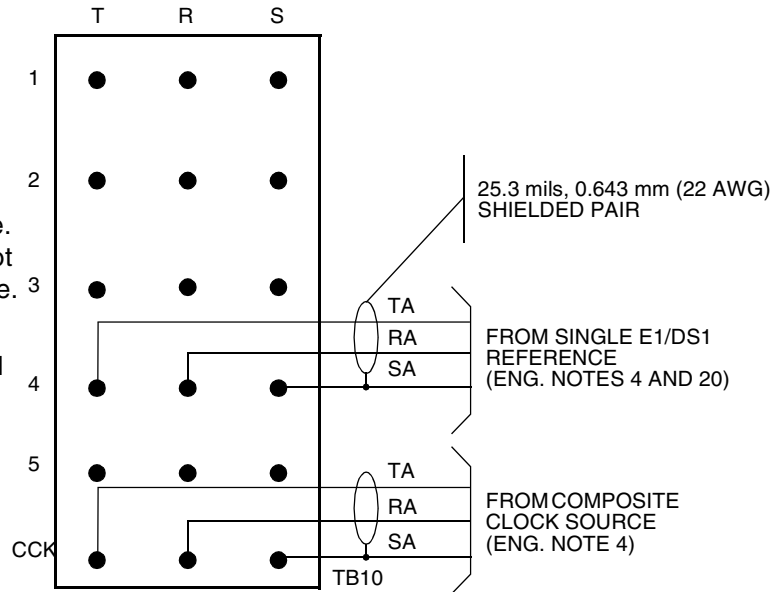 T R S
1
2
e.
ot
3
e.
4
5
CCK
25.3 mils, 0.643 mm (22 AWG)
SHIELDED PAIR
TA
RA
SA
FROM SINGLE E1/DS1
REFERENCE
(ENG. NOTES 4 AND 20)
TA
RA
SA
FROM COMPOSITE
CLOCK SOURCE
(ENG. NOTE 4)
TB10